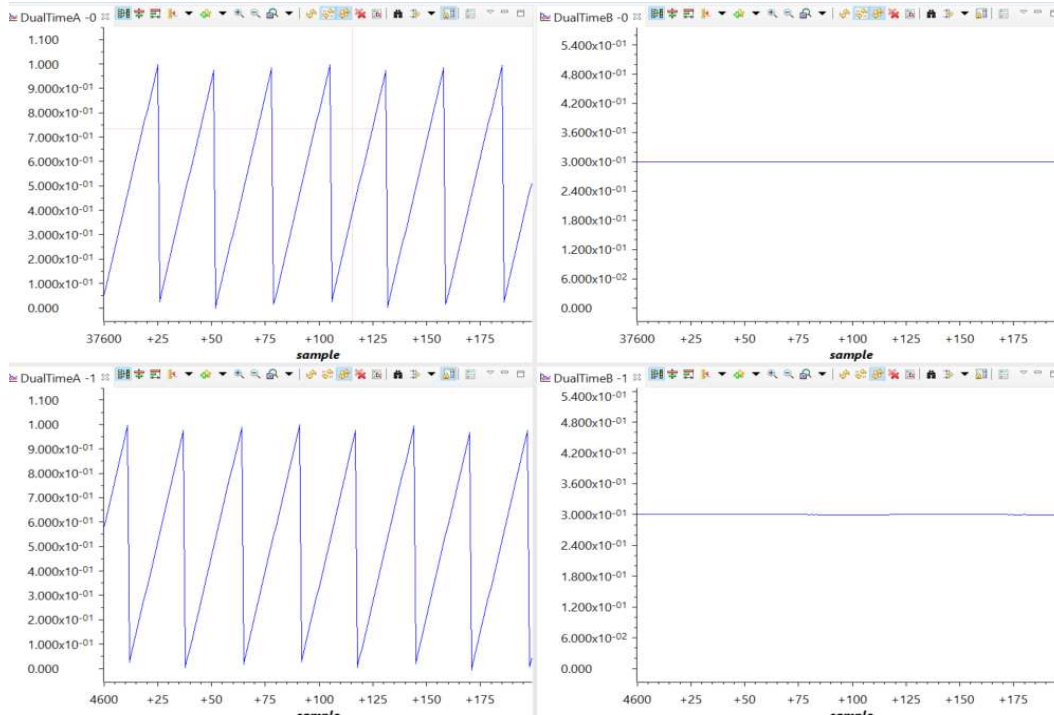 DualTimeA -0
1.100
1.000
9.000x10-01
8.000x10-01
7.000x10-01
6.000x10-01
5.000x10-01
4.000x10-01
3.000x10-01
2.000x10-01
1.000x10-01
0.000
37600 +25 +50 +75 +100 +125 +150 +175
sample
DualTimeB -0
5.400x10-01
4.800x10-01
4.200x10-01
3.600x10-01
3.000x10-01
2.400x10-01
1.800x10-01
1.200x10-01
6.000x10-02
0.000
37600 +25 +50 +75 +100 +125 +150 +175
sample
DualTimeA -1
1.100
1.000
9.000x10-01
8.000x10-01
7.000x10-01
6.000x10-01
5.000x10-01
4.000x10-01
3.000x10-01
2.000x10-01
1.000x10-01
0.000
4600 +25 +50 +75 +100 +125 +150 +175
sample
DualTimeB -1
5.400x10-01
4.800x10-01
4.200x10-01
3.600x10-01
3.000x10-01
2.400x10-01
1.800x10-01
1.200x10-01
6.000x10-02
0.000
4600 +25 +50 +75 +100 +125 +150 +175
sample